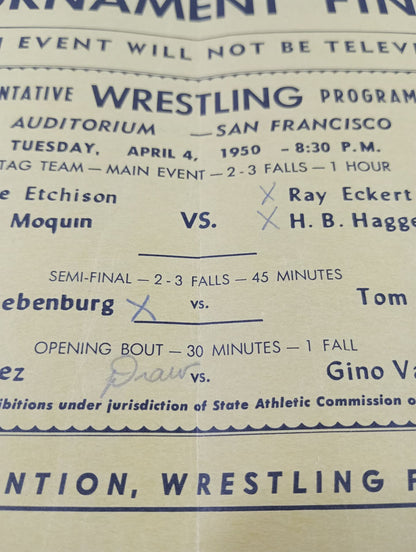 URNAMENT FIN
EVENT WILL NOT BE TELEVI
NTATIVE WRESTLING PROGRAM
AUDITORIUM — SAN FRANCISCO
TUESDAY, APRIL 4, 1950 - 8:30 P.M.
TAG TEAM — MAIN EVENT - 2-3 FALLS — 1 HOUR
e Etchison X Ray Eckert
Moquin VS. X H. B. Hagge
SEMI-FINAL — 2-3 FALLS — 45 MINUTES
ebenburg X vs. Tom
OPENING BOUT — 30 MINUTES — 1 FALL
ez Draw vs. Gino Va
ibitions under jurisdiction of State Athletic Commission o
NTION, WRESTLING F